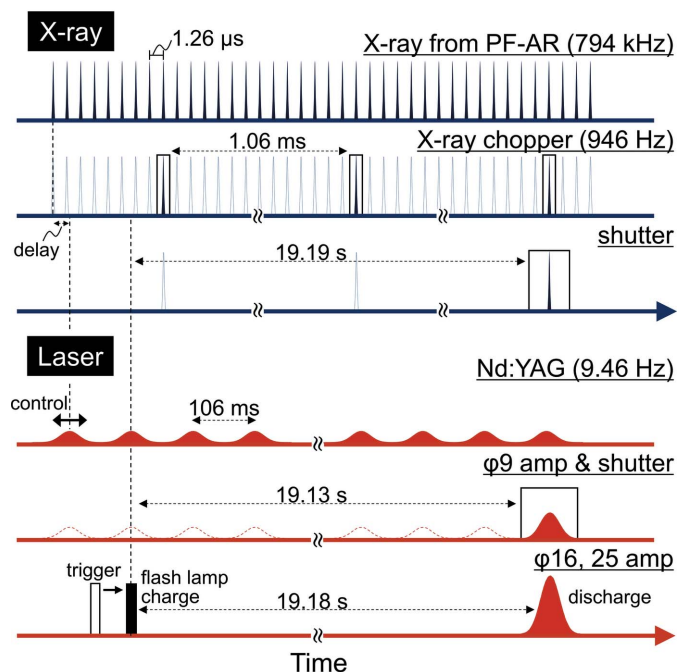 X-ray
1.26 µs
X-ray from PF-AR (794 kHz)
1.06 ms
X-ray chopper (946 Hz)
delay
19.19 s
shutter
Laser
Nd:YAG (9.46 Hz)
control
106 ms
φ9 amp & shutter
19.13 s
φ16, 25 amp
trigger
flash lamp
charge
19.18 s
discharge
Time